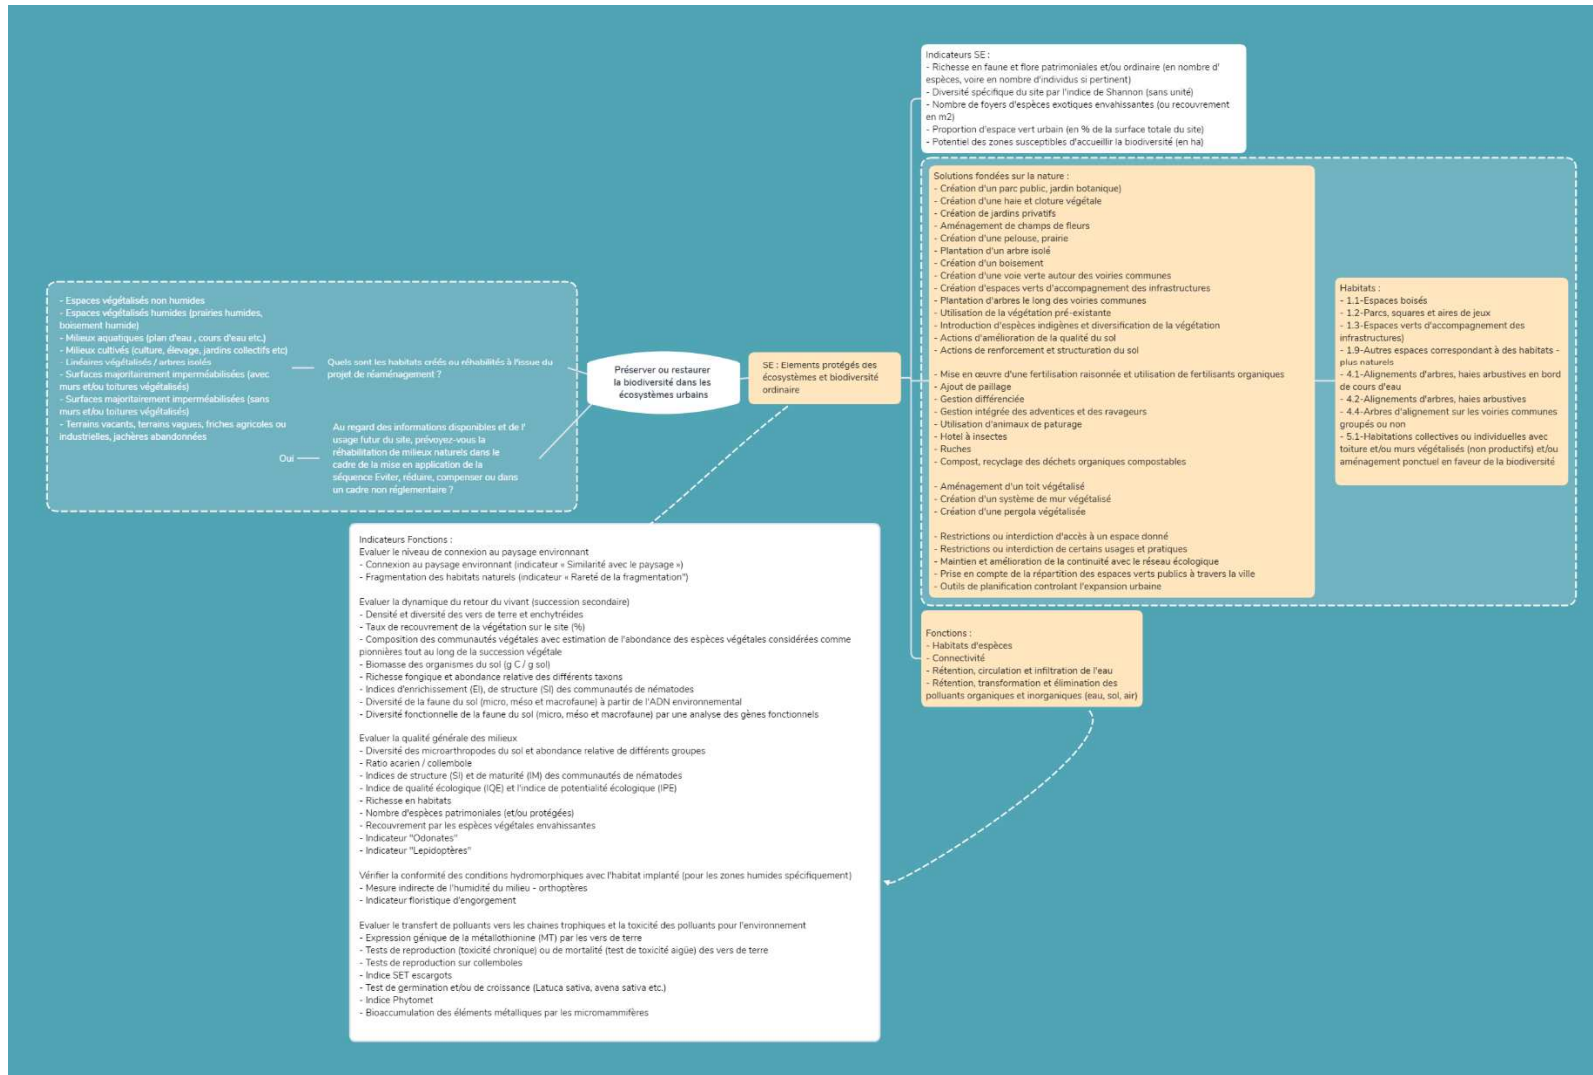 - Espaces végétalisés non humides
- Espaces végétalisés humides (prairies humides,
boisement humide)
- Milieux aquatiques (plan d'eau , cours d'eau etc.)
- Milieux cultivés (culture, élevage, jardins collectifs etc)
- Linéaires végétalisés / arbres isolés
- Surfaces majoritairement imperméabilisées (avec
murs et/ou toitures végétalisés)
- Surfaces majoritairement imperméabilisées (sans
murs et/ou toitures végétalisés)
- Terrains vacants, terrains vagues, friches agricoles ou
industrielles, jachères abandonnées
Quels sont les habitats créés ou réhabilités à l'issue du
projet de réaménagement ?
Oui
Au regard des informations disponibles et de l'
usage futur du site, prévoyez-vous la
réhabilitation de milieux naturels dans le
cadre de la mise en application de la
séquence Eviter, réduire, compenser ou dans
un cadre non réglementaire ?
Préserver ou restaurer
la biodiversité dans les
écosystèmes urbains
SE : Elements protégés des
écosystèmes et biodiversité
ordinaire
Indicateurs SE :
- Richesse en faune et flore patrimoniales et/ou ordinaire (en nombre d'
espèces, voire en nombre d'individus si pertinent)
- Diversité spécifique du site par l'indice de Shannon (sans unité)
- Nombre de foyers d'espèces exotiques envahissantes (ou recouvrement
en m2)
- Proportion d'espace vert urbain (en % de la surface totale du site)
- Potentiel des zones susceptibles d'accueillir la biodiversité (en ha)
Solutions fondées sur la nature :
- Création d'un parc public, jardin botanique)
- Création d'une haie et cloture végétale
- Création de jardins privatifs
- Aménagement de champs de fleurs
- Création d'une pelouse, prairie
- Plantation d'un arbre isolé
- Création d'un boisement
- Création d'une voie verte autour des voiries communes
- Création d'espaces verts d'accompagnement des infrastructures
- Plantation d'arbres le long des voiries communes
- Utilisation de la végétation pré-existante
- Introduction d'espèces indigènes et diversification de la végétation
- Actions d'amélioration de la qualité du sol
- Actions de renforcement et structuration du sol
- Mise en œuvre d'une fertilisation raisonnée et utilisation de fertilisants organiques
- Ajout de paillage
- Gestion différenciée
- Gestion intégrée des adventices et des ravageurs
- Utilisation d'animaux de paturage
- Hotel à insectes
- Ruches
- Compost, recyclage des déchets organiques compostables
- Aménagement d'un toit végétalisé
- Création d'un système de mur végétalisé
- Création d'une pergola végétalisée
- Restrictions ou interdiction d'accès à un espace donné
- Restrictions ou interdiction de certains usages et pratiques
- Maintien et amélioration de la continuité avec le réseau écologique
- Prise en compte de la répartition des espaces verts publics à travers la ville
- Outils de planification controlant l'expansion urbaine
Habitats :
- 1.1-Espaces boisés
- 1.2-Parcs, squares et aires de jeux
- 1.3-Espaces verts d'accompagnement des
infrastructures)
- 1.9-Autres espaces correspondant à des habitats -
plus naturels
- 4.1-Alignements d'arbres, haies arbustives en bord
de cours d'eau
- 4.2-Alignements d'arbres, haies arbustives
- 4.4-Arbres d'alignement sur les voiries communes
groupés ou non
- 5.1-Habitations collectives ou individuelles avec
toiture et/ou murs végétalisés (non productifs) et/ou
aménagement ponctuel en faveur de la biodiversité
Fonctions :
- Habitats d'espèces
- Connectivité
- Rétention, circulation et infiltration de l'eau
- Rétention, transformation et élimination des
polluants organiques et inorganiques (eau, sol, air)
Indicateurs Fonctions :
Evaluer le niveau de connexion au paysage environnant
- Connexion au paysage environnant (indicateur « Similarité avec le paysage »)
- Fragmentation des habitats naturels (indicateur « Rareté de la fragmentation")
Evaluer la dynamique du retour du vivant (succession secondaire)
- Densité et diversité des vers de terre et enchytréides
- Taux de recouvrement de la végétation sur le site (%)
- Composition des communautés végétales avec estimation de l'abondance des espèces végétales considérées comme
pionnières tout au long de la succession végétale
- Biomasse des organismes du sol (g C / g sol)
- Richesse fongique et abondance relative des différents taxons
- Indices d'enrichissement (EI), de structure (SI) des communautés de nématodes
- Diversité de la faune du sol (micro, méso et macrofaune) à partir de l'ADN environnemental
- Diversité fonctionnelle de la faune du sol (micro, méso et macrofaune) par une analyse des gènes fonctionnels
Evaluer la qualité générale des milieux
- Diversité des microarthropodes du sol et abondance relative de différents groupes
- Ratio acarien / collembole
- Indices de structure (SI) et de maturité (IM) des communautés de nématodes
- Indice de qualité écologique (IQE) et l'indice de potentialité écologique (IPE)
- Richesse en habitats
- Nombre d'espèces patrimoniales (et/ou protégées)
- Recouvrement par les espèces végétales envahissantes
- Indicateur "Odonates"
- Indicateur "Lepidoptères"
Vérifier la conformité des conditions hydromorphiques avec l'habitat implanté (pour les zones humides spécifiquement)
- Mesure indirecte de l'humidité du milieu - orthoptères
- Indicateur floristique d'engorgement
Evaluer le transfert de polluants vers les chaines trophiques et la toxicité des polluants pour l'environnement
- Expression génique de la métallothionine (MT) par les vers de terre
- Tests de reproduction (toxicité chronique) ou de mortalité (test de toxicité aigüe) des vers de terre
- Tests de reproduction sur collemboles
- Indice SET escargots
- Test de germination et/ou de croissance (Latuca sativa, avena sativa etc.)
- Indice Phytomet
- Bioaccumulation des éléments métalliques par les micromammifères